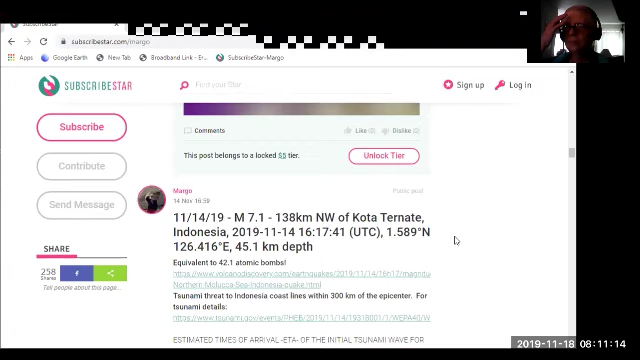 SubscribeStar
subscribestar.com/margo
Apps Google Earth New Tab Broadband Link - Er... SubscribeStar-Margo
SUBSCRIBESTAR Find your Star Sign up Log in
Subscribe
Contribute
Send Message
SHARE
258
Shares
f
Tell people about this page...
Comments Like (0) Dislike (0)
This post belongs to a locked $5 tier. Unlock Tier
Margo Public post
14 Nov 16:59
11/14/19 - M 7.1 - 138km NW of Kota Ternate,
Indonesia, 2019-11-14 16:17:41 (UTC), 1.589°N
126.416°E, 45.1 km depth
Equivalent to 42.1 atomic bombs!
https://www.volcanodiscovery.com/earthquakes/2019/11/14/16h17/magnitu
Northern-Molucca-Sea-Indonesia-quake.html
Tsunami threat to Indonesia coast lines within 300 km of the epicenter. For
tsunami details:
https://www.tsunami.gov/events/PHEB/2019/11/14/19318001/1/WEPA40/W
ESTIMATED TIMES OF ARRIVAL -ETA- OF THE INITIAL TSUNAMI WAVE FOR
2019-11-18 08:11:14